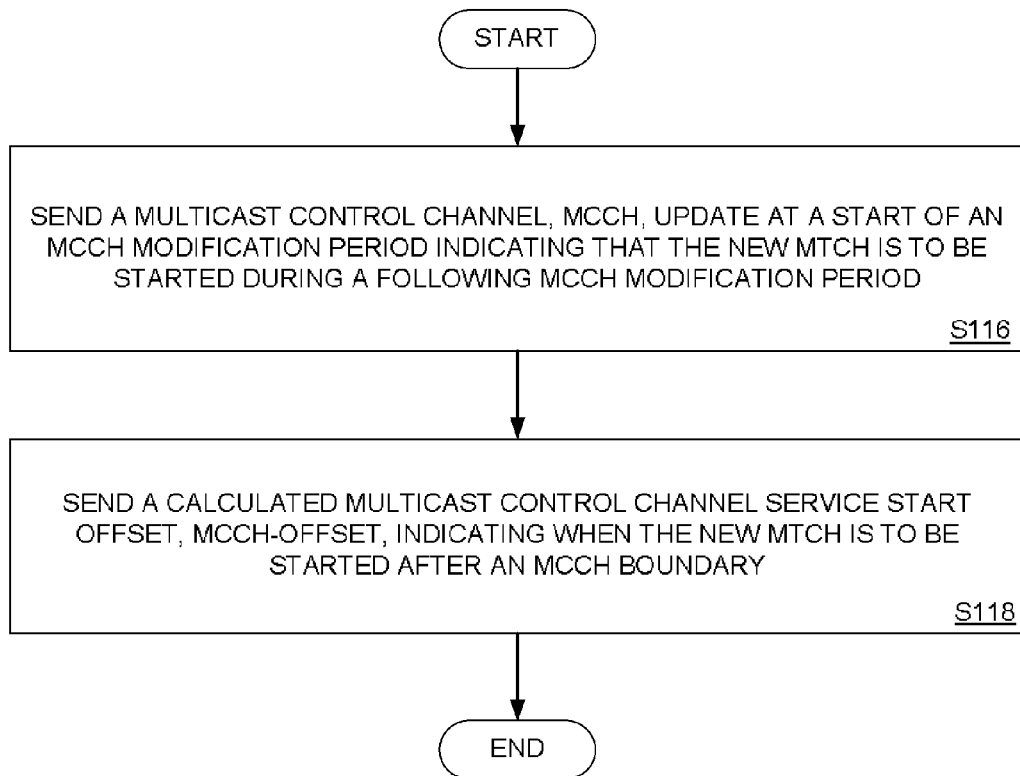 START
SEND A MULTICAST CONTROL CHANNEL, MCCH, UPDATE AT A START OF AN
MCCH MODIFICATION PERIOD INDICATING THAT THE NEW MTCH IS TO BE
STARTED DURING A FOLLOWING MCCH MODIFICATION PERIOD
S116
SEND A CALCULATED MULTICAST CONTROL CHANNEL SERVICE START
OFFSET, MCCH-OFFSET, INDICATING WHEN THE NEW MTCH IS TO BE
STARTED AFTER AN MCCH BOUNDARY
S118
END